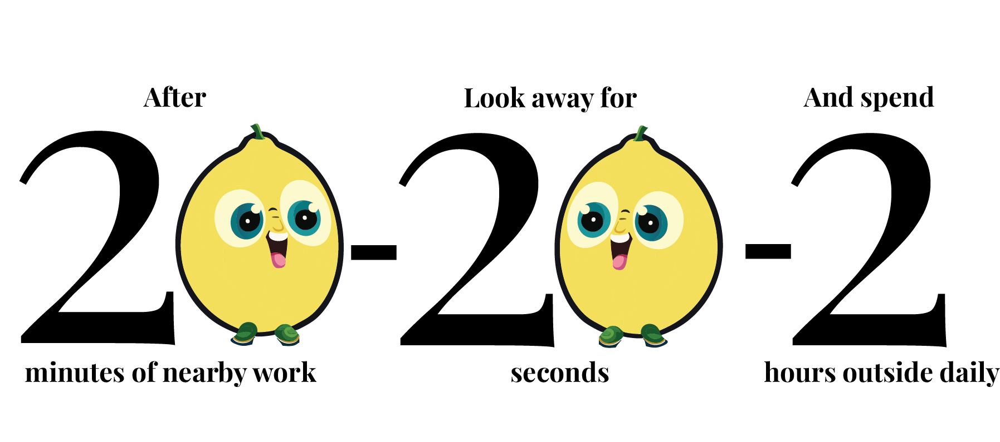 After
20
minutes of nearby work
-
Look away for
20
seconds
-
And spend
2
hours outside daily